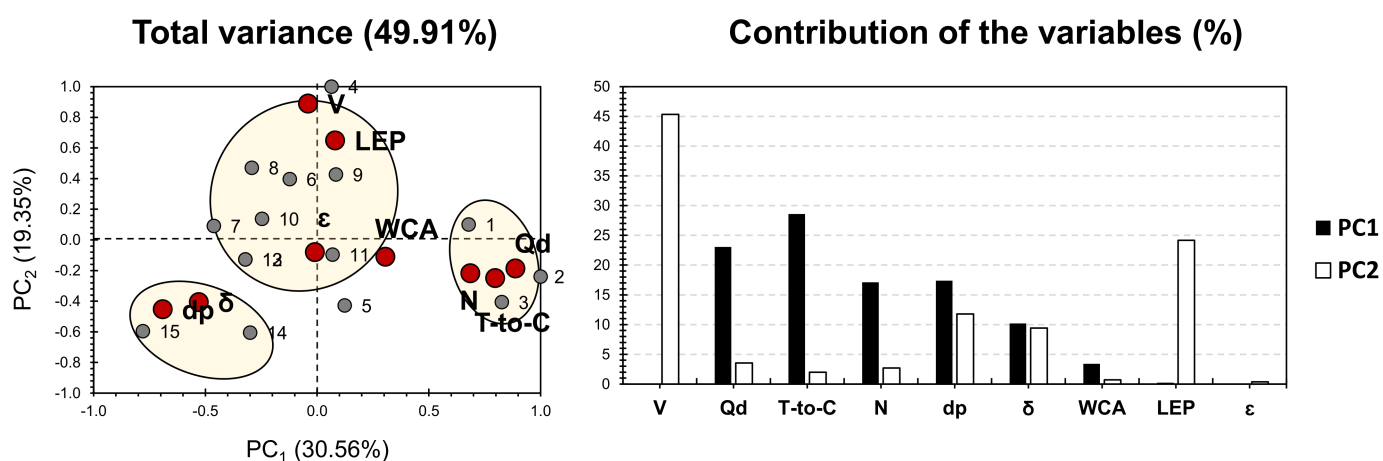 Total variance (49.91%)
1.0
0.8
0.6
0.4
0.2
0.0
-0.2
-0.4
-0.6
-0.8
-1.0
-1.0
-0.5
0.0
0.5
1.0
PC2 (19.35%)
PC1 (30.56%)
4
V
LEP
8
6
9
7
10
ε
WCA
11
5
1
Qd
2
N
3
T-to-C
dp
δ
15
14
Contribution of the variables (%)
50
45
40
35
30
25
20
15
10
5
0
V Qd T-to-C N dp δ WCA LEP ε
PC1
PC2